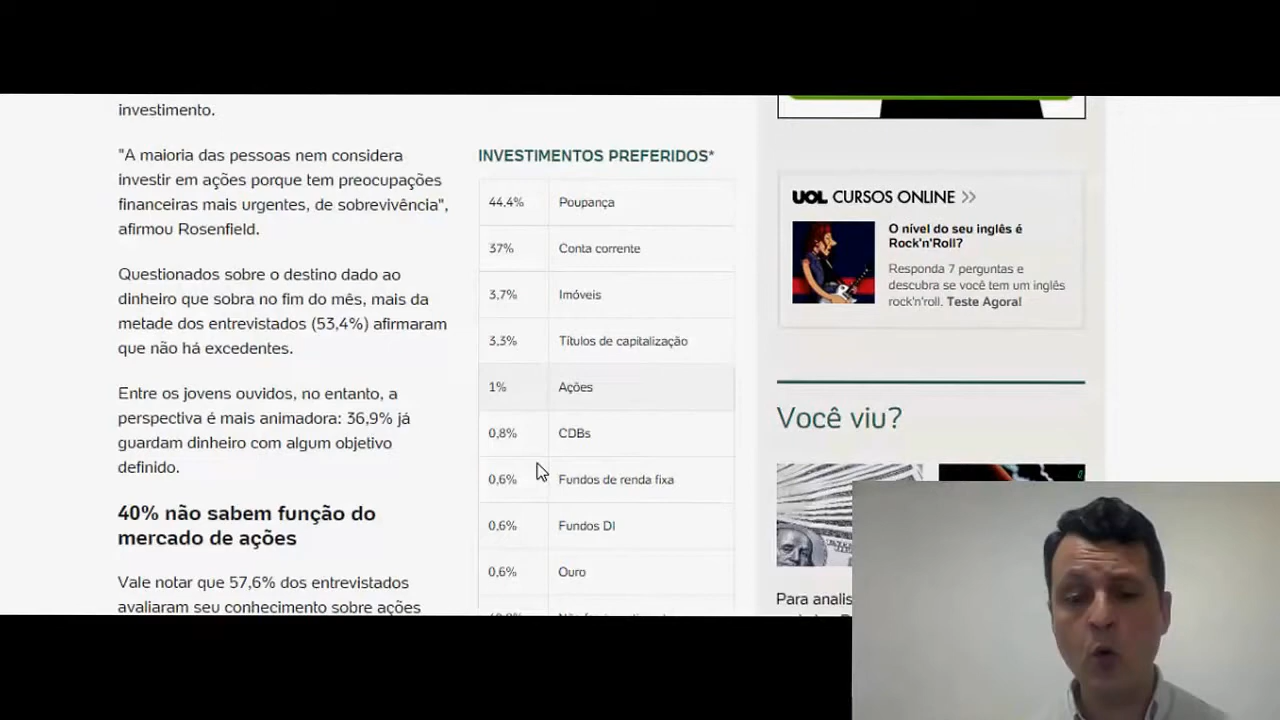 investimento.
"A maioria das pessoas nem considera
investir em ações porque tem preocupações
financeiras mais urgentes, de sobrevivência",
afirmou Rosenfield.
Questionados sobre o destino dado ao
dinheiro que sobra no fim do mês, mais da
metade dos entrevistados (53,4%) afirmaram
que não há excedentes.
Entre os jovens ouvidos, no entanto, a
perspectiva é mais animadora: 36,9% já
guardam dinheiro com algum objetivo
definido.
40% não sabem função do
mercado de ações
Vale notar que 57,6% dos entrevistados
avaliaram seu conhecimento sobre ações
INVESTIMENTOS PREFERIDOS*
44,4% Poupança
37% Conta corrente
3,7% Imóveis
3,3% Títulos de capitalização
1% Ações
0,8% CDBs
0,6% Fundos de renda fixa
0,6% Fundos DI
0,6% Ouro
UOL CURSOS ONLINE >>
O nível do seu inglês é
Rock'n'Roll?
Responda 7 perguntas e
descubra se você tem um inglês
rock'n'roll. Teste Agora!
Você viu?
Para analis